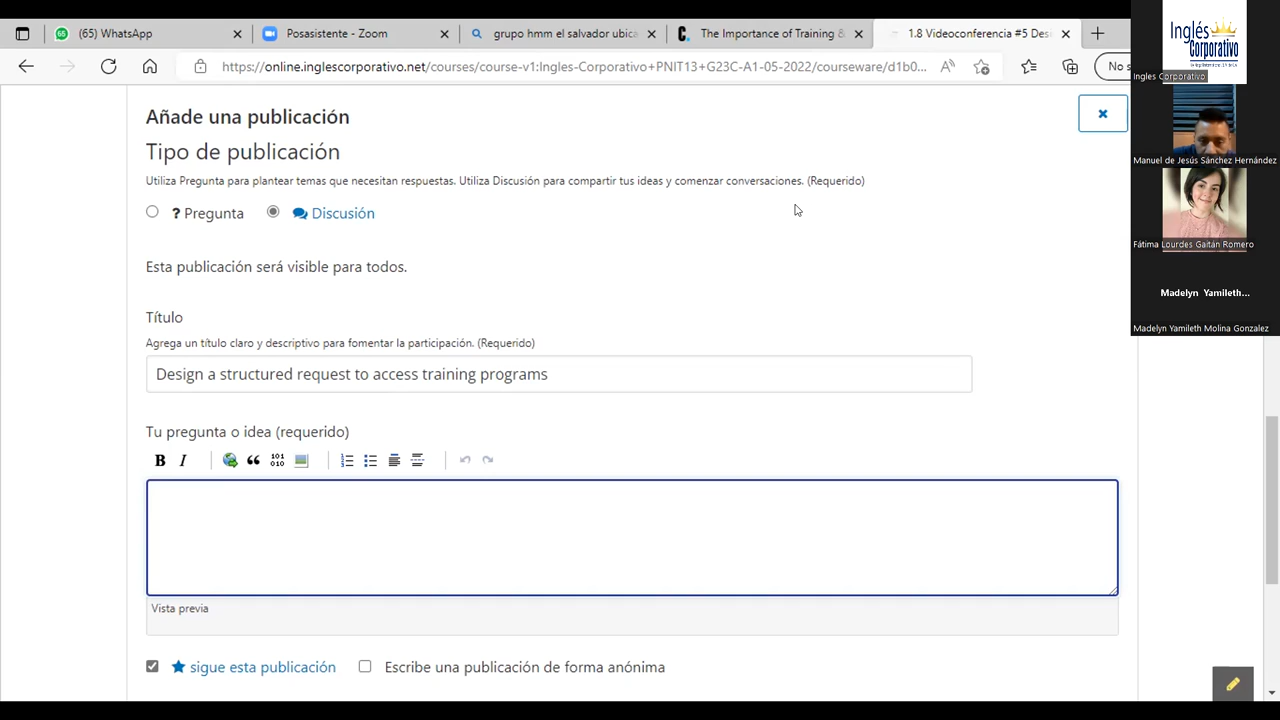 (65) WhatsApp
Posasistente - Zoom
grupo hmm el salvador ubica
The Importance of Training &
1.8 Videoconferencia #5 Desi
https://online.inglescorporativo.net/courses/course-v1:Ingles-Corporativo+PNIT13+G23C-A1-05-2022/courseware/d1b0...
No s
Inglés
Corporativo
Ingles Corporativo
Manuel de Jesús Sánchez Hernández
Fátima Lourdes Gaitán Romero
Madelyn Yamileth...
Madelyn Yamileth Molina Gonzalez
Añade una publicación
Tipo de publicación
Utiliza Pregunta para plantear temas que necesitan respuestas. Utiliza Discusión para compartir tus ideas y comenzar conversaciones. (Requerido)
? Pregunta
Discusión
Esta publicación será visible para todos.
Título
Agrega un título claro y descriptivo para fomentar la participación. (Requerido)
Design a structured request to access training programs
Tu pregunta o idea (requerido)
B I
Vista previa
sigue esta publicación
Escribe una publicación de forma anónima